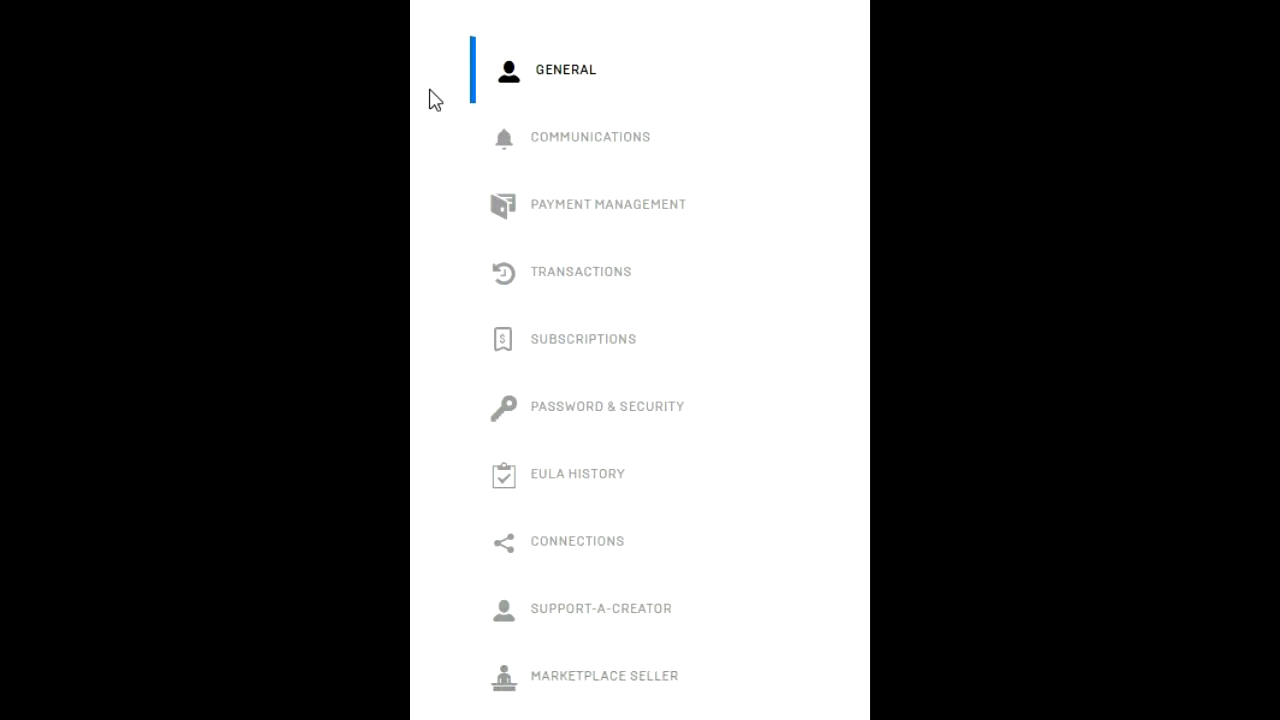 GENERAL
COMMUNICATIONS
PAYMENT MANAGEMENT
TRANSACTIONS
$
SUBSCRIPTIONS
PASSWORD & SECURITY
EULA HISTORY
CONNECTIONS
SUPPORT-A-CREATOR
MARKETPLACE SELLER